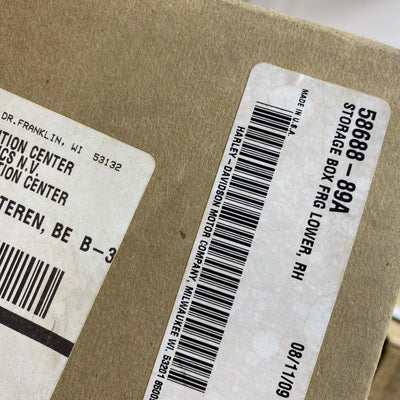 DR.FRANKLIN, WI 53132
TION CENTER
CS N.V.
TION CENTER
TEREN, BE B-3
58688-89A
STORAGE BOX FRG LOWER, RH
08/11/09
MADE IN U.S.A.
HARLEY-DAVIDSON MOTOR COMPANY, MILWAUKEE WI. 53201